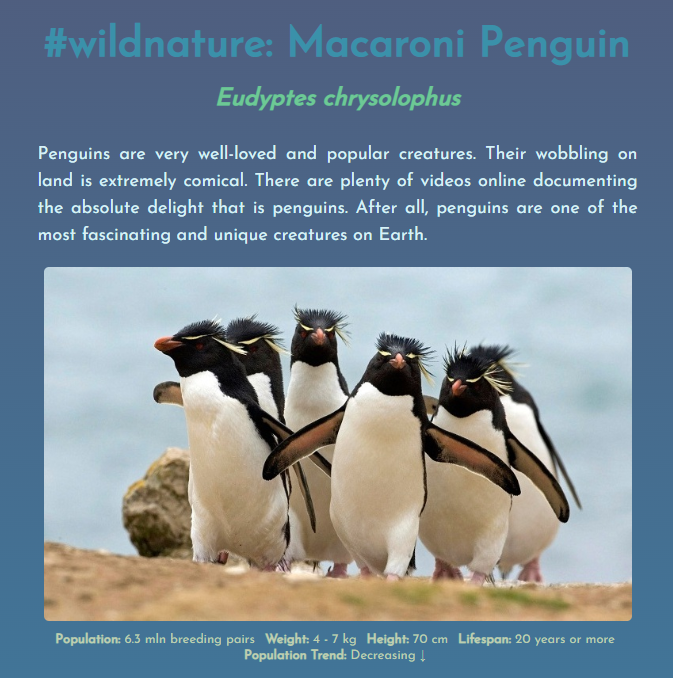 #wildnature: Macaroni Penguin
Eudyptes chrysolophus
Penguins are very well-loved and popular creatures. Their wobbling on
land is extremely comical. There are plenty of videos online documenting
the absolute delight that is penguins. After all, penguins are one of the
most fascinating and unique creatures on Earth.
Population: 6.3 mln breeding pairs Weight: 4 - 7 kg Height: 70 cm Lifespan: 20 years or more
Population Trend: Decreasing ↓